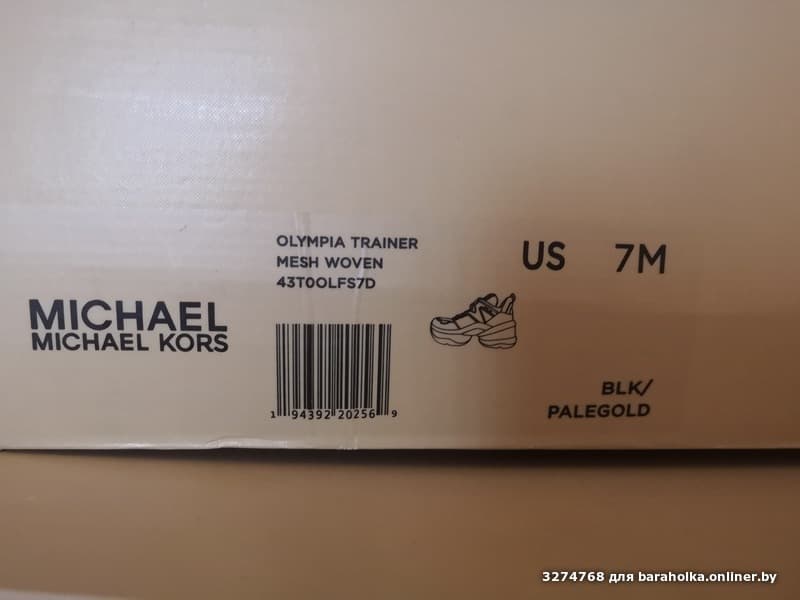 OLYMPIA TRAINER
MESH WOVEN
43T0OLFS7D
US 7M
MICHAEL
MICHAEL KORS
1 94392 20256 9
BLK/
PALEGOLD
3274768 для baraholka.onliner.by